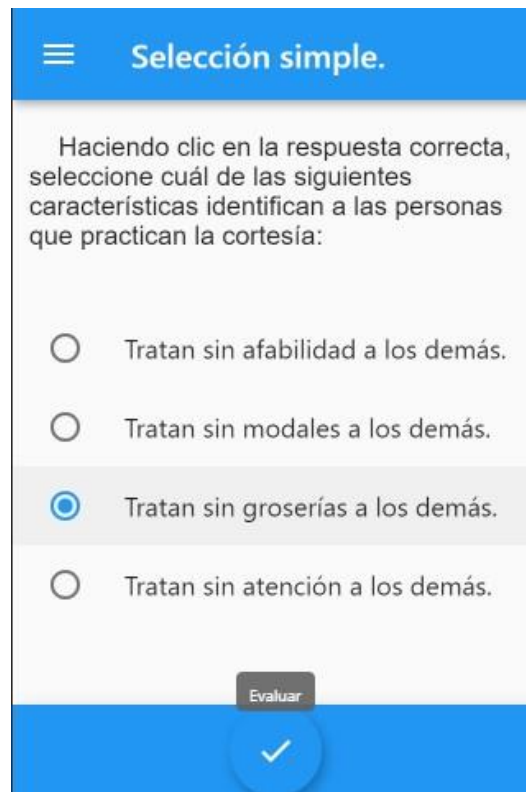 Selección simple.
Haciendo clic en la respuesta correcta,
seleccione cuál de las siguientes
características identifican a las personas
que practican la cortesía:
Tratan sin afabilidad a los demás.
Tratan sin modales a los demás.
Tratan sin groserías a los demás.
Tratan sin atención a los demás.
Evaluar